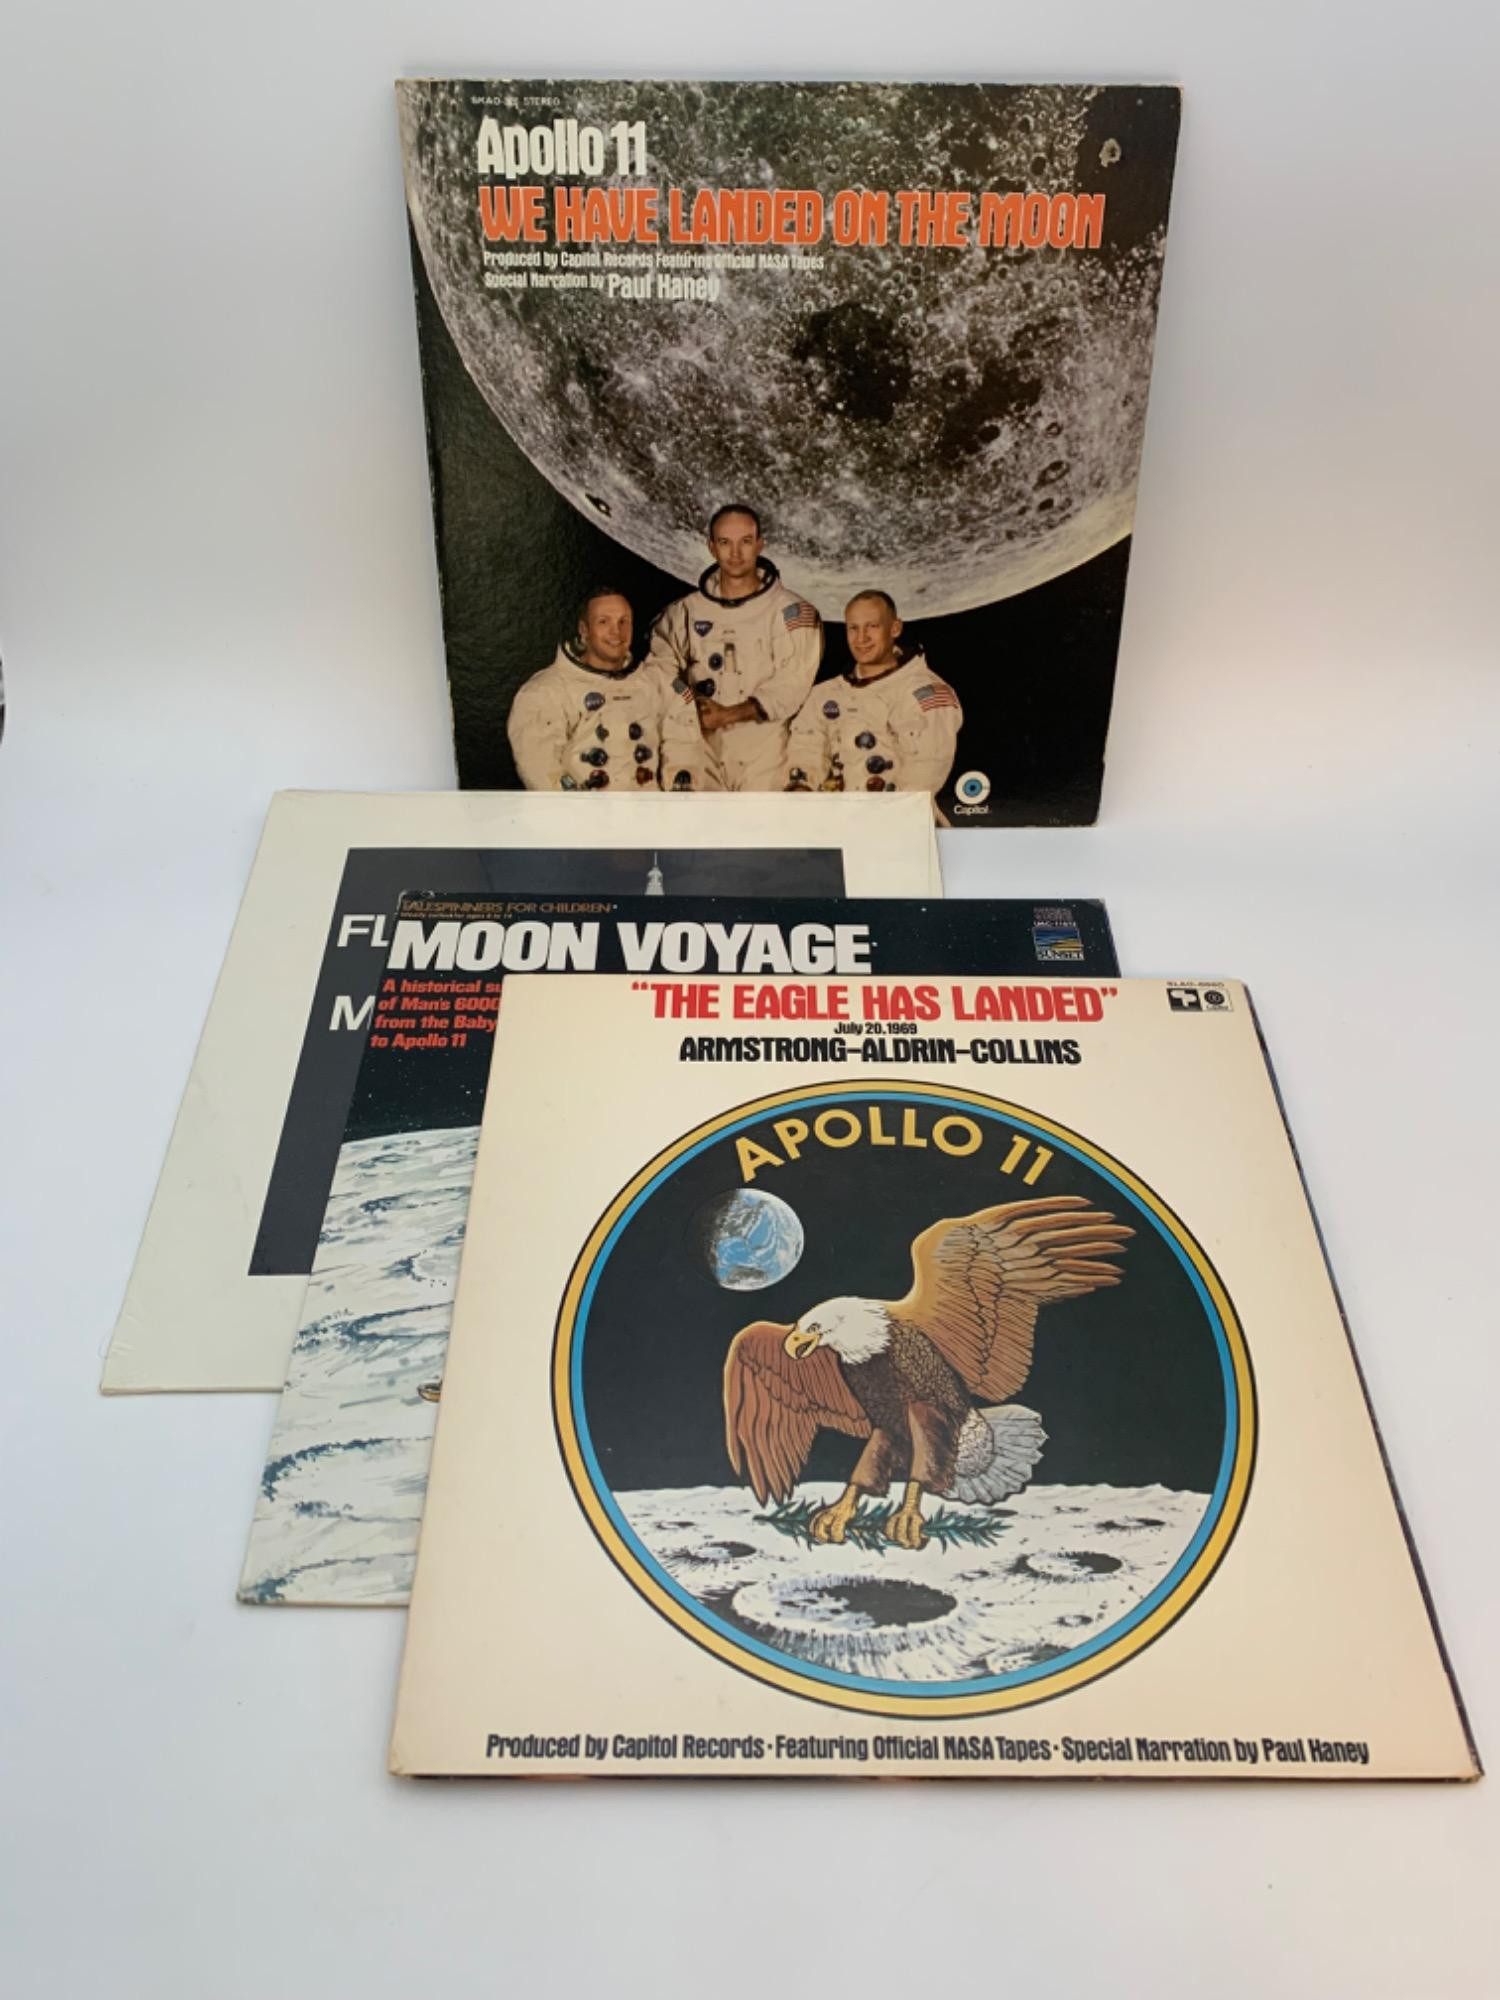 STEREO
Apollo 11
WE HAVE LANDED ON THE MOON
Produced by Capitol Records Featuring Official NASA Tapes
Special Narration by Paul Haney
Capitol
FL
M
TALESPINNERS FOR CHILDREN
MOON VOYAGE
A historical su
of Man's 6000
from the Baby
to Apollo 11
SUNSET
"THE EAGLE HAS LANDED"
July 20, 1969
ARMSTRONG-ALDRIN-COLLINS
APOLLO 11
Produced by Capitol Records · Featuring Official NASA Tapes · Special Narration by Paul Haney